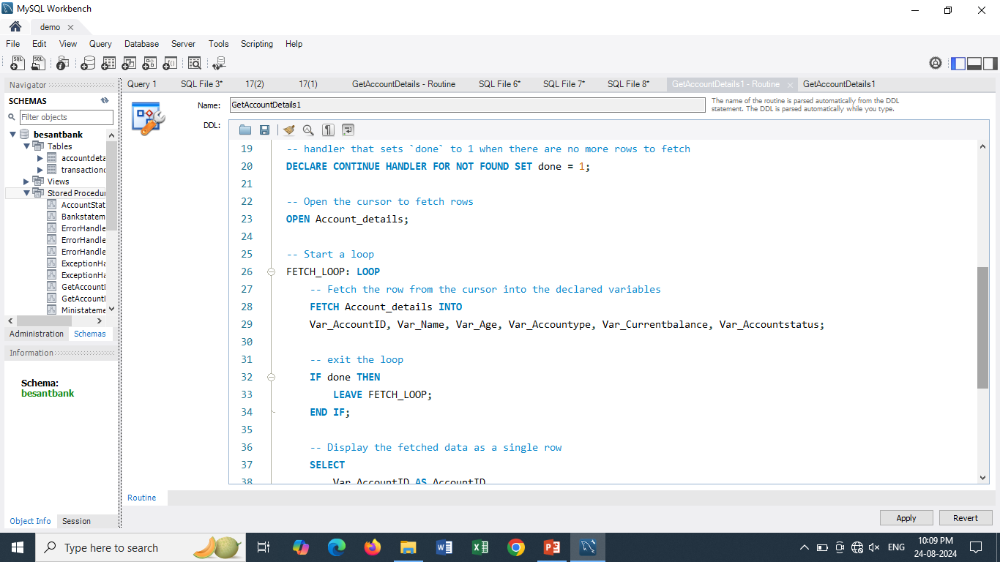 MySQL Workbench
demo
File Edit View Query Database Server Tools Scripting Help
Navigator
SCHEMAS
Filter objects
besantbank
Tables
accountdeta
transactiond
Views
Stored Procedur
AccountStat
Bankstatem
ErrorHandle
ErrorHandle
ErrorHandle
ExceptionHa
ExceptionHa
GetAccountI
GetAccountI
Ministateme
Administration Schemas
Information
Schema:
besantbank
Object Info Session
Query 1 SQL File 3* 17(2) 17(1) GetAccountDetails - Routine SQL File 6* SQL File 7* SQL File 8* GetAccountDetails1 - Routine GetAccountDetails1
Name: GetAccountDetails1
The name of the routine is parsed automatically from the DDL
statement. The DDL is parsed automatically while you type.
DDL:
19 -- handler that sets `done` to 1 when there are no more rows to fetch
20 DECLARE CONTINUE HANDLER FOR NOT FOUND SET done = 1;
21
22 -- Open the cursor to fetch rows
23 OPEN Account_details;
24
25 -- Start a loop
26 FETCH_LOOP: LOOP
27 -- Fetch the row from the cursor into the declared variables
28 FETCH Account_details INTO
29 Var_AccountID, Var_Name, Var_Age, Var_Accountype, Var_Currentbalance, Var_Accountstatus;
30
31 -- exit the loop
32 IF done THEN
33 LEAVE FETCH_LOOP;
34 END IF;
35
36 -- Display the fetched data as a single row
37 SELECT
38 Var_AccountID AS AccountID
Routine
Apply Revert
Type here to search
ENG
10:09 PM
24-08-2024